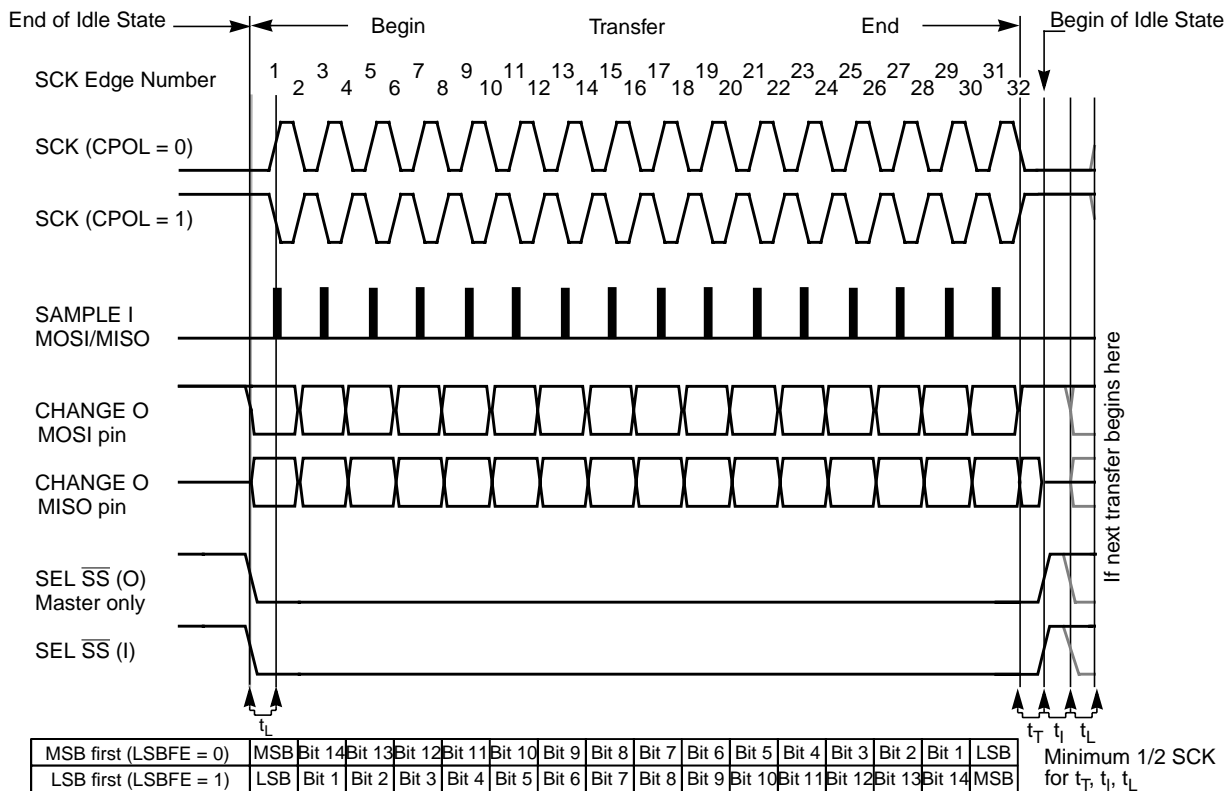 End of Idle State Begin Transfer End Begin of Idle State
SCK Edge Number 1 2 3 4 5 6 7 8 9 10 11 12 13 14 15 16 17 18 19 20 21 22 23 24 25 26 27 28 29 30 31 32
SCK (CPOL = 0)
SCK (CPOL = 1)
SAMPLE I
MOSI/MISO
CHANGE O
MOSI pin
CHANGE O
MISO pin
SEL S̅S̅ (O)
Master only
SEL S̅S̅ (I)
If next transfer begins here
tL tT tI tL
MSB first (LSBFE = 0) MSB Bit 14 Bit 13 Bit 12 Bit 11 Bit 10 Bit 9 Bit 8 Bit 7 Bit 6 Bit 5 Bit 4 Bit 3 Bit 2 Bit 1 LSB
LSB first (LSBFE = 1) LSB Bit 1 Bit 2 Bit 3 Bit 4 Bit 5 Bit 6 Bit 7 Bit 8 Bit 9 Bit 10 Bit 11 Bit 12 Bit 13 Bit 14 MSB
Minimum 1/2 SCK
for tT, tI, tL